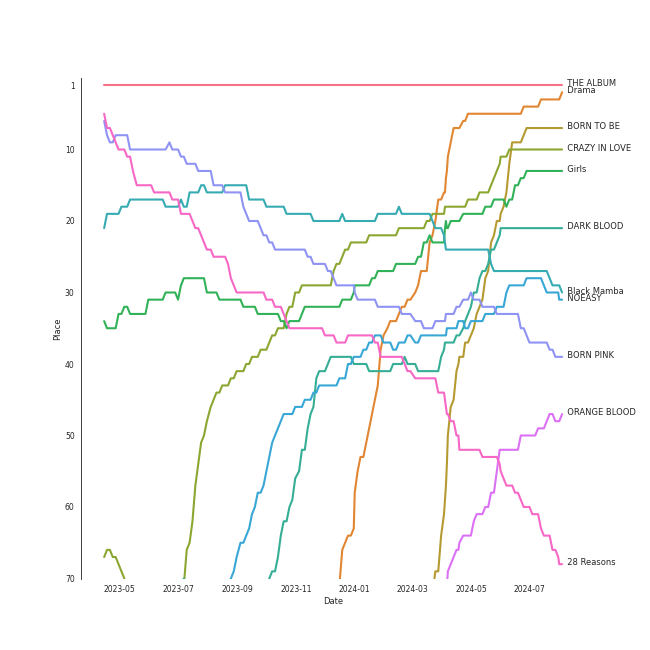 THE ALBUM
Drama
BORN TO BE
CRAZY IN LOVE
Girls
DARK BLOOD
Black Mamba
NOEASY
BORN PINK
ORANGE BLOOD
28 Reasons
Place
1
10
20
30
40
50
60
70
2023-05 2023-07 2023-09 2023-11 2024-01 2024-03 2024-05 2024-07
Date